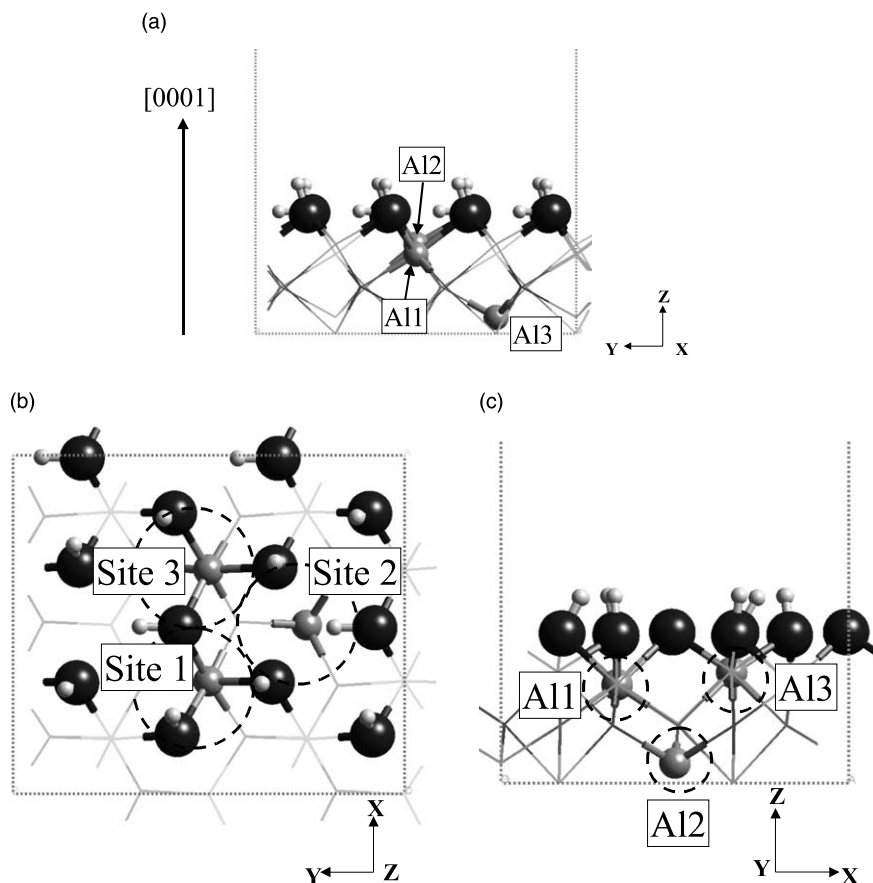 (a)
[0001]
Al2
Al1
Al3
Z
Y
X
(b)
(c)
Site 3
Site 2
Site 1
Al1
Al3
Al2
X
Y
Z
Z
Y
X